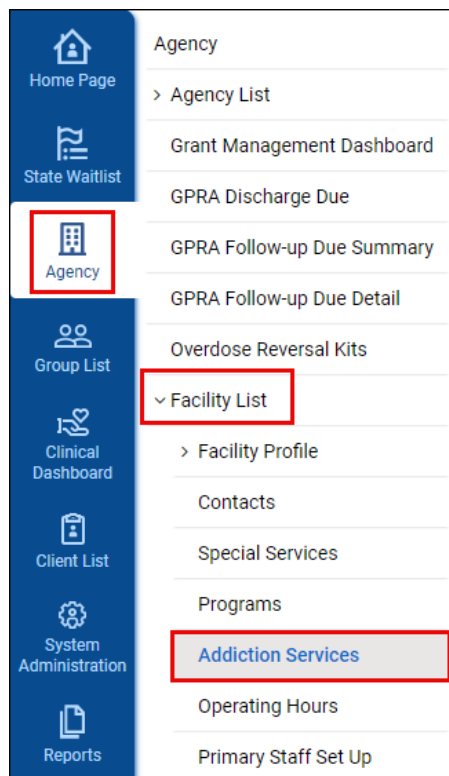 Home Page
State Waitlist
Agency
Group List
Clinical
Dashboard
Client List
System
Administration
Reports
Agency
> Agency List
Grant Management Dashboard
GPRA Discharge Due
GPRA Follow-up Due Summary
GPRA Follow-up Due Detail
Overdose Reversal Kits
Facility List
> Facility Profile
Contacts
Special Services
Programs
Addiction Services
Operating Hours
Primary Staff Set Up